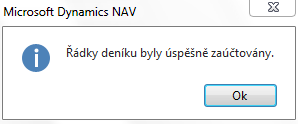 Microsoft Dynamics NAV
Řádky deníku byly úspěšně zaúčtovány.
Ok